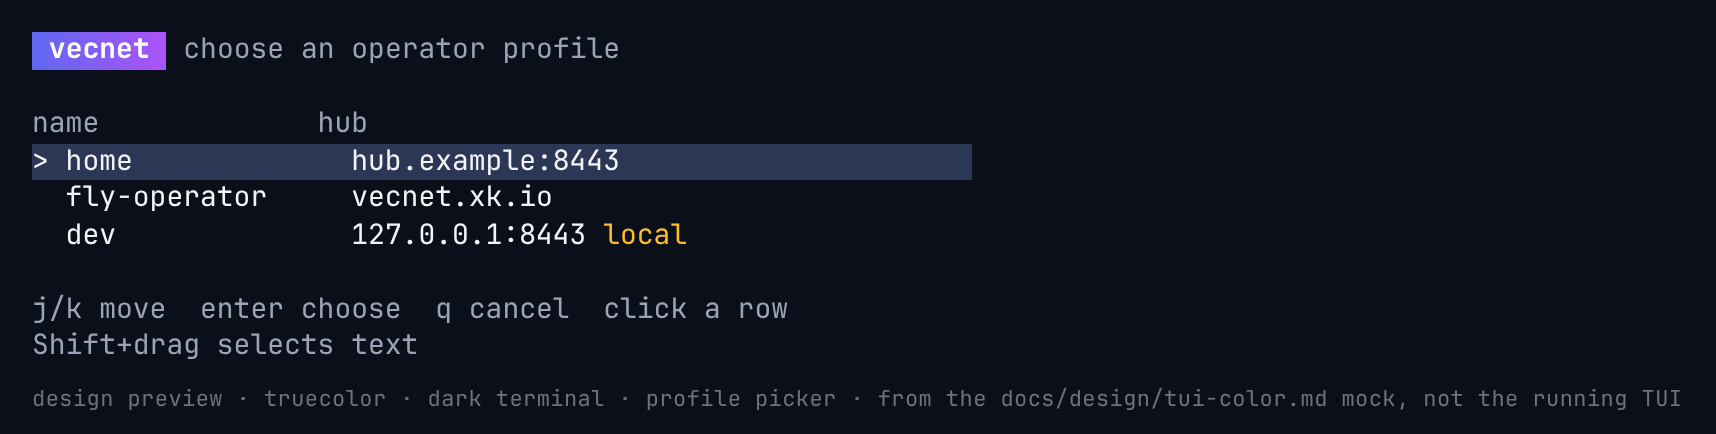 vecnet choose an operator profile
name hub
> home hub.example:8443
fly-operator vecnet.xk.io
dev 127.0.0.1:8443 local
j/k move enter choose q cancel click a row
Shift+drag selects text
design preview · truecolor · dark terminal · profile picker · from the docs/design/tui-color.md mock, not the running TUI